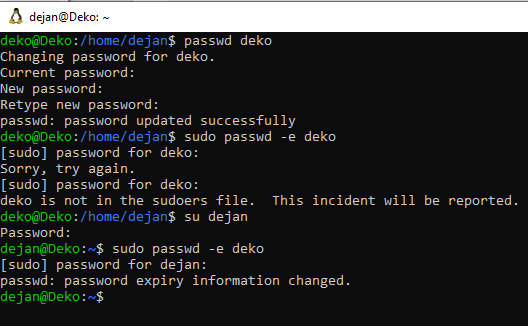 dejan@Deko: ~
deko@Deko:/home/dejan$ passwd deko
Changing password for deko.
Current password:
New password:
Retype new password:
passwd: password updated successfully
deko@Deko:/home/dejan$ sudo passwd -e deko
[sudo] password for deko:
Sorry, try again.
[sudo] password for deko:
deko is not in the sudoers file.  This incident will be reported.
deko@Deko:/home/dejan$ su dejan
Password:
dejan@Deko:~$ sudo passwd -e deko
[sudo] password for dejan:
passwd: password expiry information changed.
dejan@Deko:~$